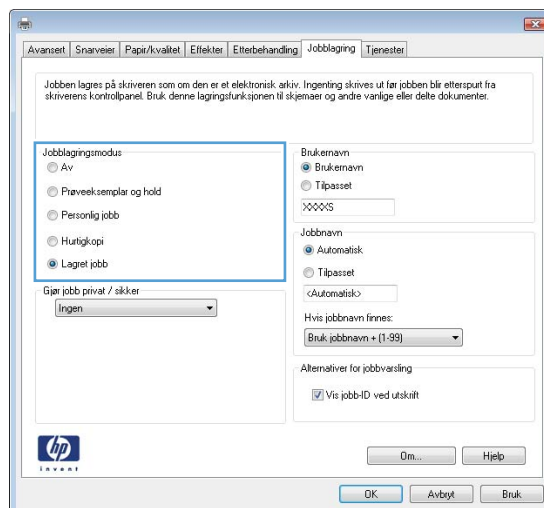 Avansert Snarveier Papir/kvalitet Effekter Etterbehandling Jobblagring Tjenester
Jobben lagres på skriveren som om den er et elektronisk arkiv. Ingenting skrives ut før jobben blir etterspurt fra
skriverens kontrollpanel. Bruk denne lagringsfunksjonen til skjemaer og andre vanlige eller delte dokumenter.
Jobblagringsmodus
Av
Prøveeksemplar og hold
Personlig jobb
Hurtigkopi
Lagret jobb
Gjør jobb privat / sikker
Ingen
Brukernavn
Brukernavn
Tilpasset
XXXXS
Jobbnavn
Automatisk
Tilpasset
<Automatisk>
Hvis jobbnavn finnes:
Bruk jobbnavn + (1-99)
Alternativer for jobbvarsling
Vis jobb-ID ved utskrift
hp
invent
Om... Hjelp
OK Avbryt Bruk